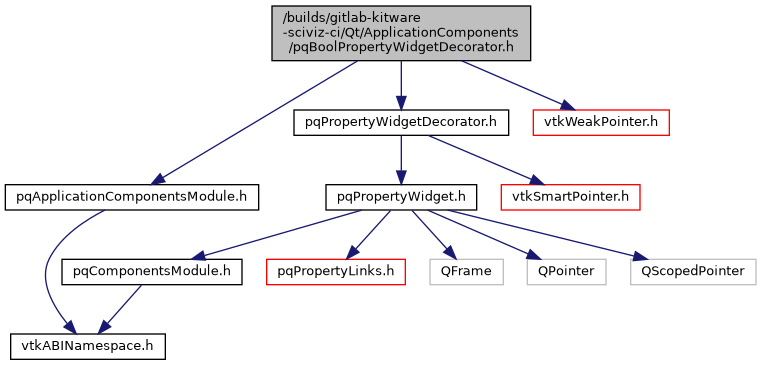 /builds/gitlab-kitware
-sciviz-ci/Qt/ApplicationComponents
/pqBoolPropertyWidgetDecorator.h
pqPropertyWidgetDecorator.h
vtkWeakPointer.h
pqApplicationComponentsModule.h
pqPropertyWidget.h
vtkSmartPointer.h
pqComponentsModule.h
pqPropertyLinks.h
QFrame
QPointer
QScopedPointer
vtkABINamespace.h